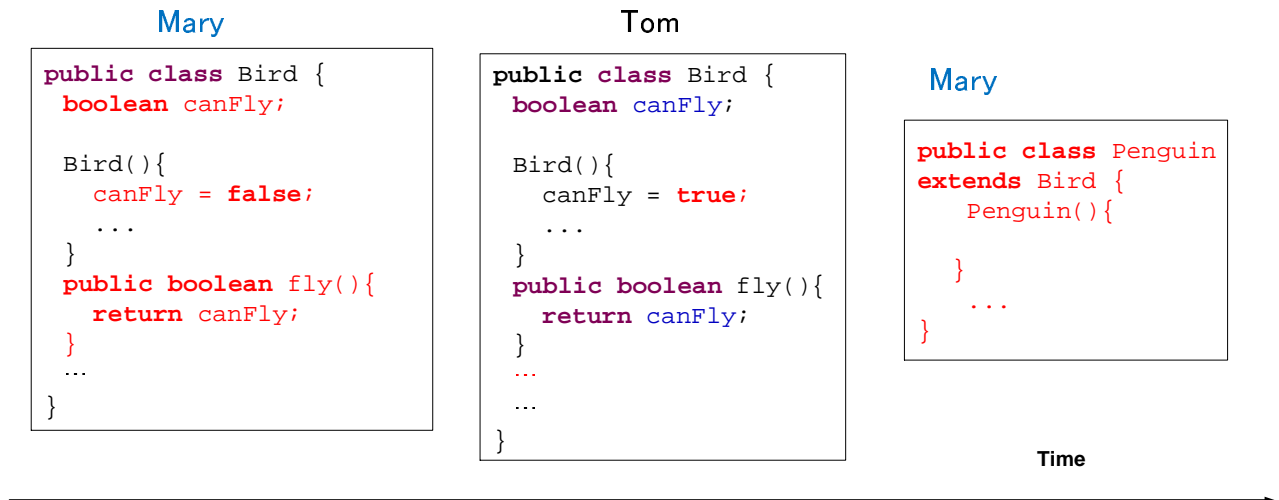 Mary
public class Bird {
boolean canFly;
Bird(){
canFly = false;
...
}
public boolean fly(){
return canFly;
}
...
}
Tom
public class Bird {
boolean canFly;
Bird(){
canFly = true;
...
}
public boolean fly(){
return canFly;
}
...
...
}
Mary
public class Penguin
extends Bird {
Penguin(){
}
...
}
Time